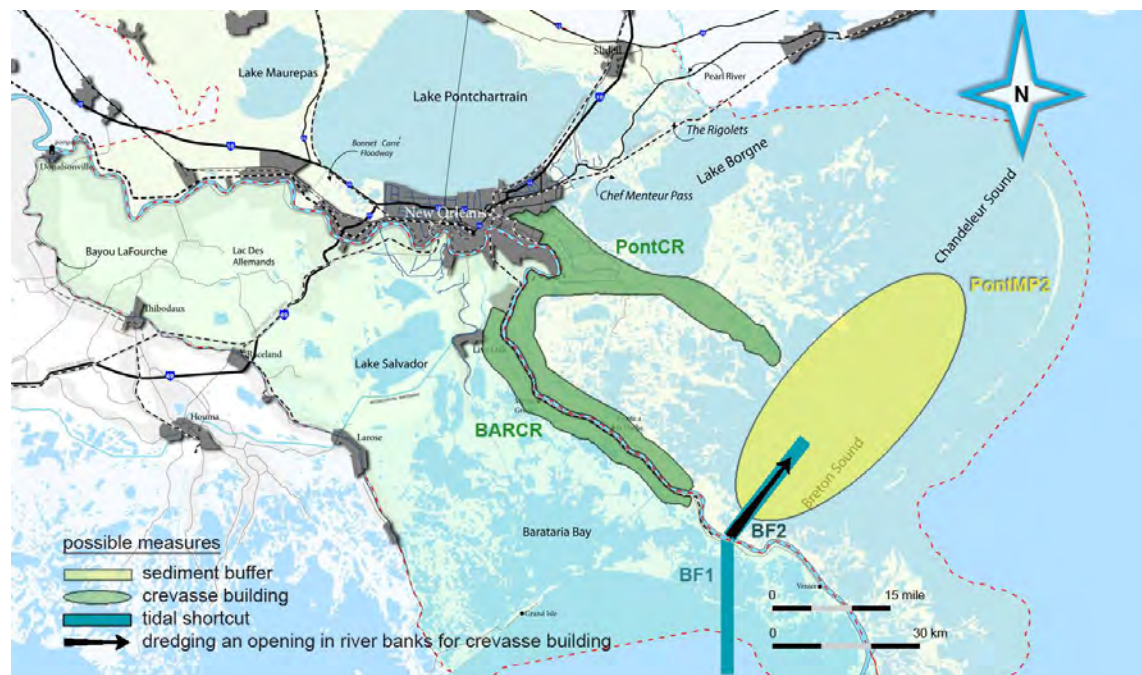 Slidell
Lake Maurepas
Pearl River
Lake Pontchartrain
N
The Rigolets
Bonnet Carré
Floodway
Lake Borgne
Donalsonville
Chef Menteur Pass
Chandeleur Sound
New Orleans
PontCR
Bayou LaFourche
Lac Des
Allemands
PontMP2
Thibodaux
Raceland
Lake Salvador
Houma
BARCR
Larose
Breton Sound
Barataria Bay
BF2
possible measures
BF1
sediment buffer
Venice
crevasse building
0 15 mile
Grand Isle
tidal shortcut
0 30 km
dredging an opening in river banks for crevasse building